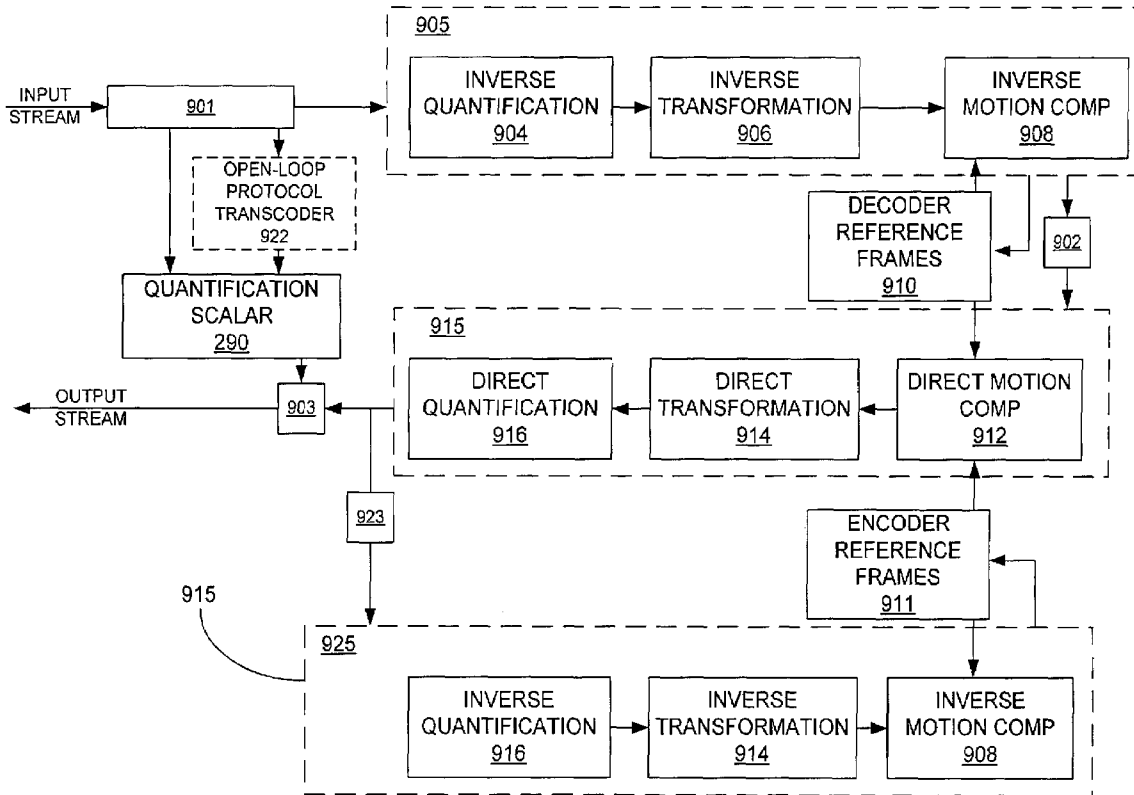 905
INVERSE
QUANTIFICATION
904
INVERSE
TRANSFORMATION
906
INVERSE
MOTION COMP
908
INPUT
STREAM
901
OPEN-LOOP
PROTOCOL
TRANSCODER
922
DECODER
REFERENCE
FRAMES
910
902
QUANTIFICATION
SCALAR
290
915
DIRECT
QUANTIFICATION
916
DIRECT
TRANSFORMATION
914
DIRECT MOTION
COMP
912
OUTPUT
STREAM
903
923
ENCODER
REFERENCE
FRAMES
911
915
925
INVERSE
QUANTIFICATION
916
INVERSE
TRANSFORMATION
914
INVERSE
MOTION COMP
908